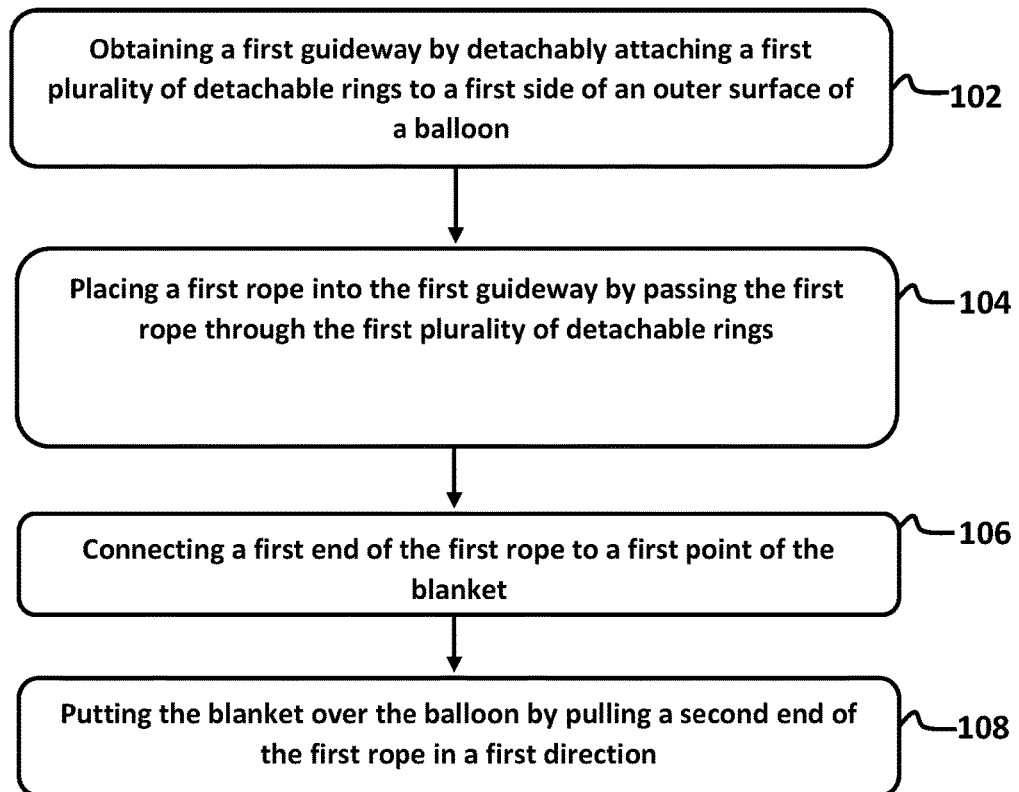 Obtaining a first guideway by detachably attaching a first
plurality of detachable rings to a first side of an outer surface of
a balloon
102
Placing a first rope into the first guideway by passing the first
rope through the first plurality of detachable rings
104
Connecting a first end of the first rope to a first point of the
blanket
106
Putting the blanket over the balloon by pulling a second end of
the first rope in a first direction
108